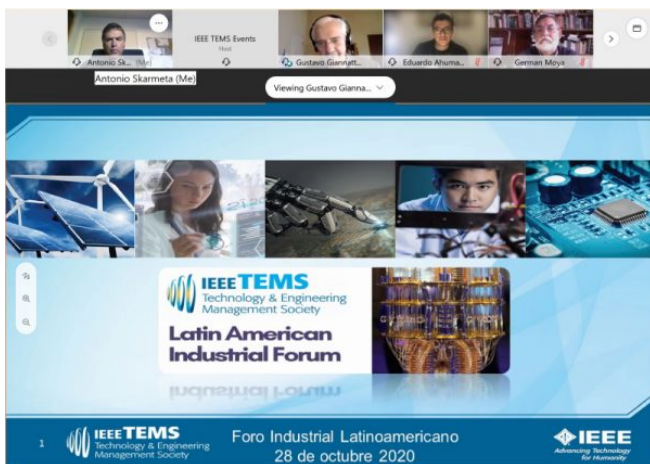 IEEE TEMS Events
Host
Antonio Sk... (Me)
Gustavo Giannatt...
Eduardo Ahuma...
German Moya
Antonio Skarmeta (Me)
Viewing Gustavo Gianna...
IEEE TEMS
Technology & Engineering
Management Society
Latin American
Industrial Forum
1
IEEE TEMS
Technology & Engineering
Management Society
Foro Industrial Latinoamericano
28 de octubre 2020
IEEE
Advancing Technology
for Humanity